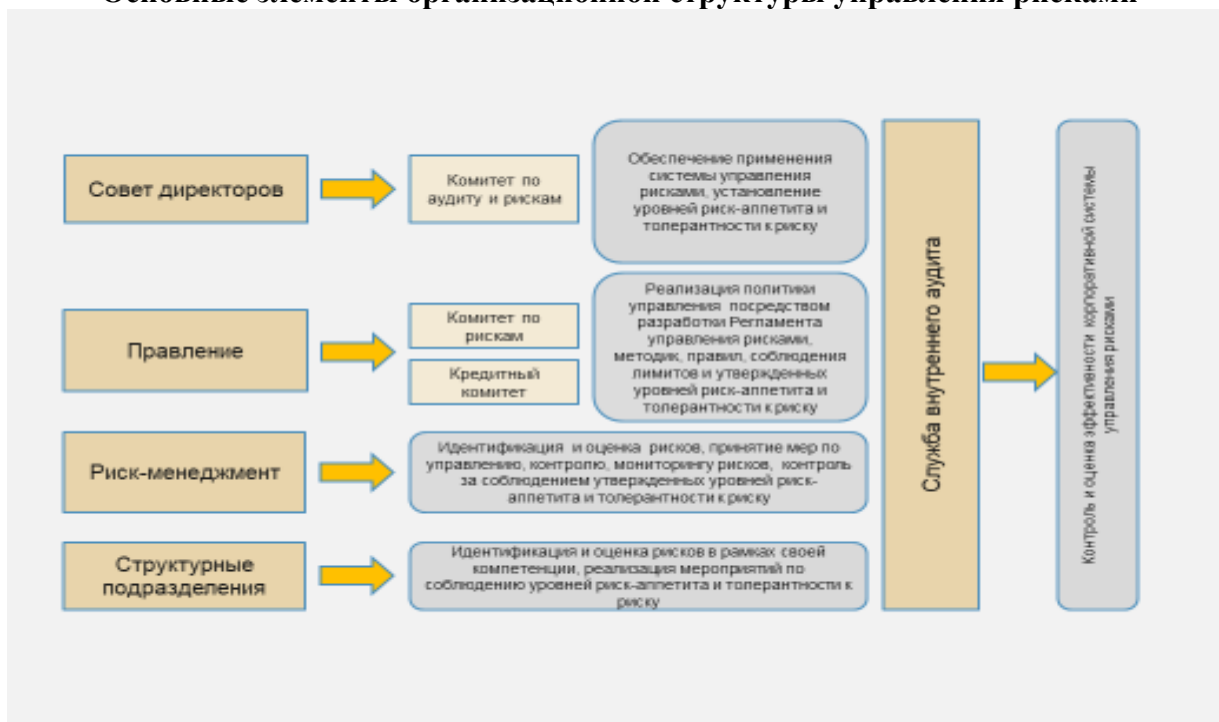 Основные элементы организационной структуры управления рисками
Совет директоров
Комитет по
аудиту и рискам
Обеспечение применения
системы управления
рисками, установление
уровней риск-аппетита и
толерантности к риску
Правление
Комитет по
рискам
Кредитный
комитет
Реализация политики
управления посредством
разработки Регламента
управления рисками,
методик, правил, соблюдения
лимитов и утвержденных
уровней риск-аппетита и
толерантности к риску
Риск-менеджмент
Идентификация и оценка рисков, принятие мер по
управлению, контролю, мониторингу рисков, контроль
за соблюдением утвержденных уровней риск-
аппетита и толерантности к риску
Структурные
подразделения
Идентификация и оценка рисков в рамках своей
компетенции, реализация мероприятий по
соблюдению уровней риск-аппетита и толерантности к
риску
Служба внутреннего аудита
Контроль и оценка эффективности корпоративной системы
управления рисками